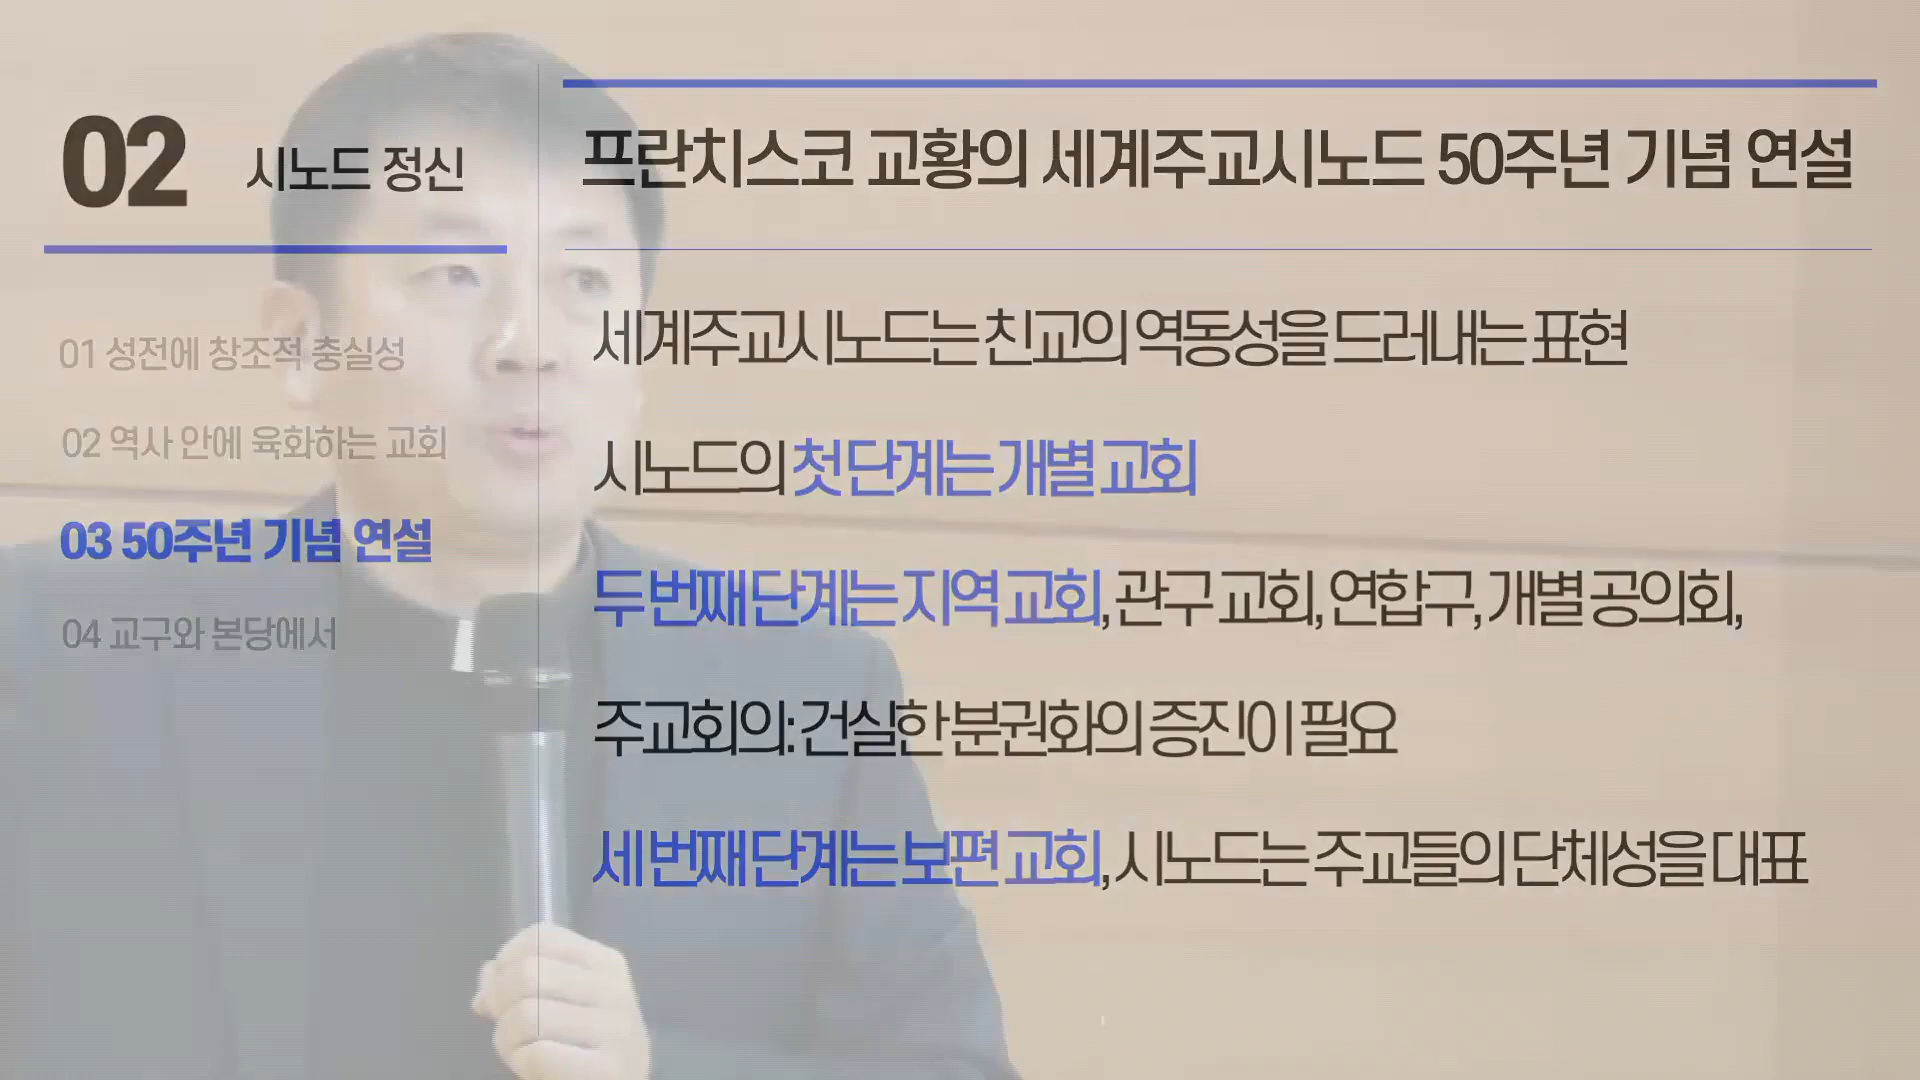 02 시노드 정신
01 성전에 창조적 충실성
02 역사 안에 육화하는 교회
03 50주년 기념 연설
04 교구와 본당에서
프란치스코 교황의 세계주교시노드 50주년 기념 연설
세계주교시노드는 친교의 역동성을 드러내는 표현
시노드의 첫 단계는 개별 교회
두 번째 단계는 지역 교회, 관구 교회, 연합구, 개별 공의회,
주교회의: 건실한 분권화의 증진이 필요
세 번째 단계는 보편 교회, 시노드는 주교들의 단체성을 대표